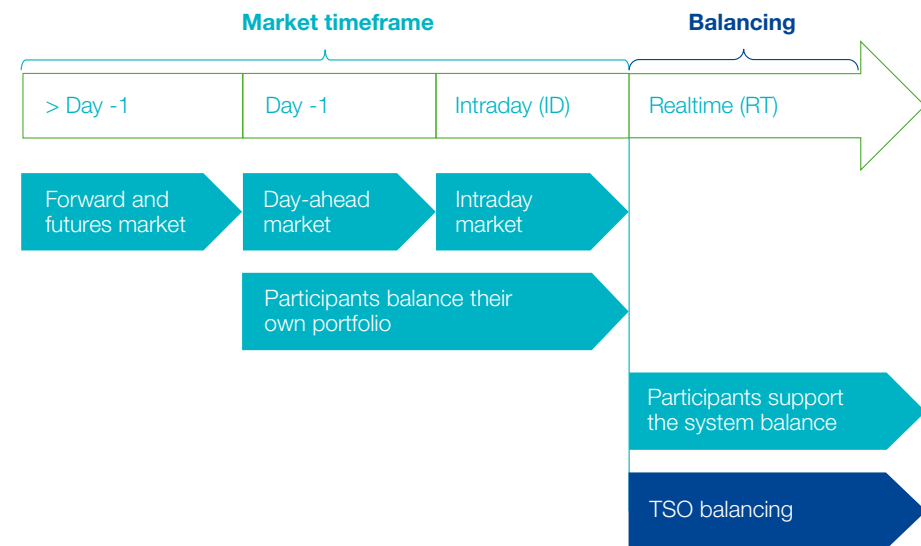 Market timeframe
Balancing
> Day -1
Day -1
Intraday (ID)
Realtime (RT)
Forward and
futures market
Day-ahead
market
Intraday
market
Participants balance their
own portfolio
Participants support
the system balance
TSO balancing